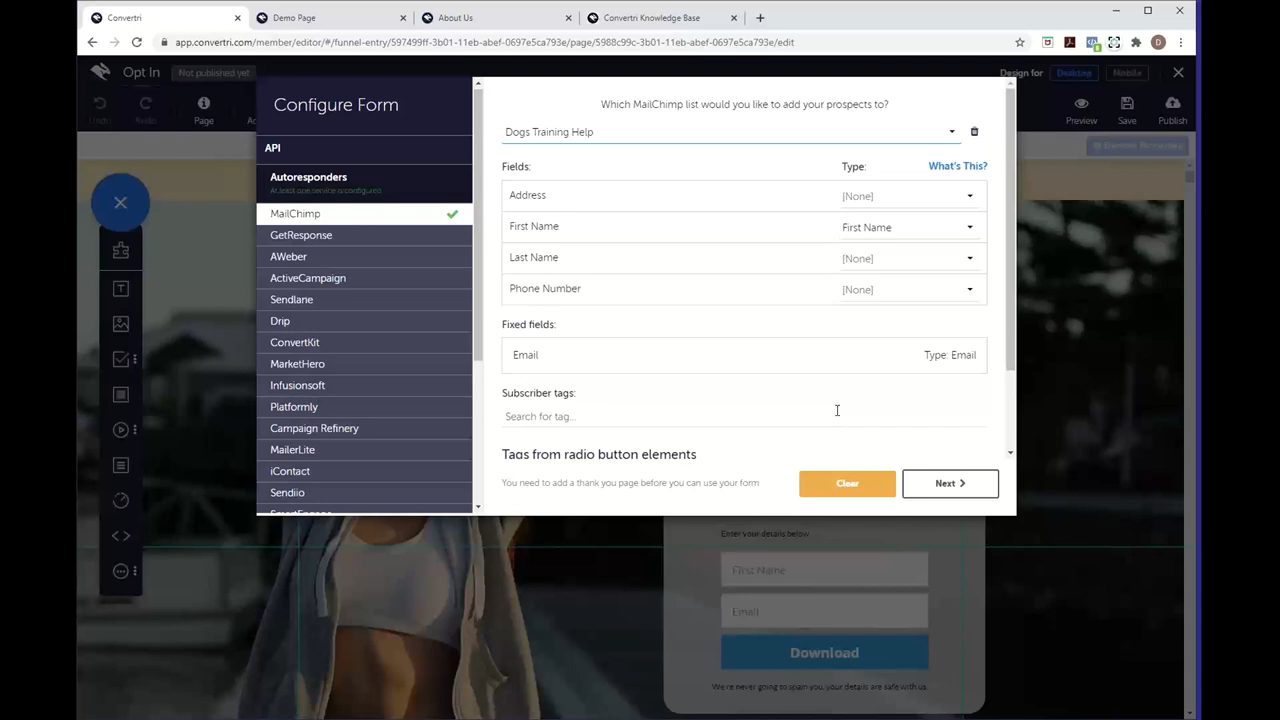 Convertri
Demo Page
About Us
Convertri Knowledge Base
app.convertri.com/member/editor/#/funnel-entry/597499ff-3b01-11eb-abef-0697e5ca793e/page/5988c99c-3b01-11eb-abef-0697e5ca793e/edit
Opt In
Not published yet
Design for
Desktop
Mobile
Undo
Redo
Page
Preview
Save
Publish
Configure Form
API
Autoresponders
At least one service is configured
MailChimp
GetResponse
AWeber
ActiveCampaign
Sendlane
Drip
ConvertKit
MarketHero
Infusionsoft
Platformly
Campaign Refinery
MailerLite
iContact
Sendiio
Which MailChimp list would you like to add your prospects to?
Dogs Training Help
Fields:
Type:
What's This?
Address
[None]
First Name
First Name
Last Name
[None]
Phone Number
[None]
Fixed fields:
Email
Type: Email
Subscriber tags:
Search for tag...
Tags from radio button elements
You need to add a thank you page before you can use your form
Clear
Next
Enter your details below
First Name
Email
Download
We're never going to spam you, your details are safe with us.